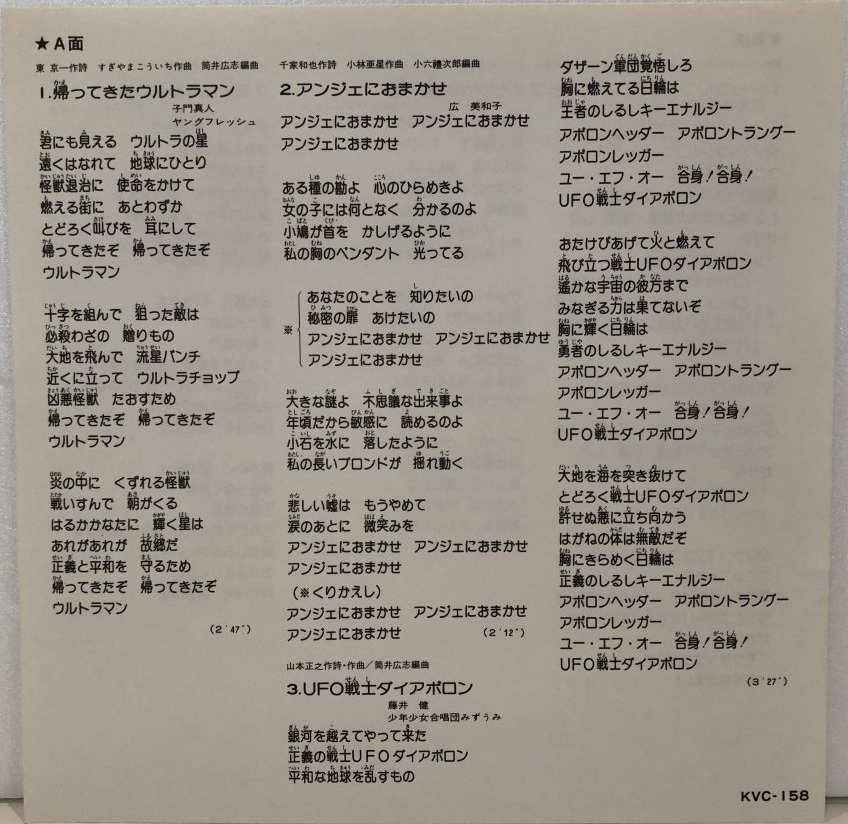 ★A面
東 京一作詩 すぎやまこういち作曲 筒井広志編曲
1.帰ってきたウルトラマン
子門真人
ヤングフレッシュ
君にも見える ウルトラの星
遠くはなれて 地球にひとり
怪獣退治に 使命をかけて
燃える街に あとわずか
とどろく叫びを 耳にして
帰ってきたぞ 帰ってきたぞ
ウルトラマン
十字を組んで 狙った敵は
必殺わざの 贈りもの
大地を飛んで 流星パンチ
近くに立って ウルトラチョップ
凶悪怪獣 たおすため
帰ってきたぞ 帰ってきたぞ
ウルトラマン
炎の中に くずれる怪獣
戦いすんで 朝がくる
はるかかなたに 輝く星は
あれがあれが 故郷だ
正義と平和を 守るため
帰ってきたぞ 帰ってきたぞ
ウルトラマン
(2'47")
千家和也作詩 小林亜星作曲 小六禮次郎編曲
2.アンジェにおまかせ
広 美和子
アンジェにおまかせ アンジェにおまかせ
アンジェにおまかせ
ある種の勘よ 心のひらめきよ
女の子には何となく 分かるのよ
小鳩が首を かしげるように
私の胸のペンダント 光ってる
※
あなたのことを 知りたいの
秘密の扉 あけたいの
アンジェにおまかせ アンジェにおまかせ
アンジェにおまかせ
大きな謎よ 不思議な出来事よ
年頃だから敏感に 読めるのよ
小石を水に 落したように
私の長いブロンドが 揺れ動く
悲しい嘘は もうやめて
涙のあとに 微笑みを
アンジェにおまかせ アンジェにおまかせ
アンジェにおまかせ
(※くりかえし)
アンジェにおまかせ アンジェにおまかせ
アンジェにおまかせ (2'12")
山本正之作詩・作曲/筒井広志編曲
3.UFO戦士ダイアポロン
藤井 健
少年少女合唱団みずうみ
銀河を越えてやって来た
正義の戦士UFOダイアポロン
平和な地球を乱すもの
ダザーン軍団覚悟しろ
胸に燃えてる日輪は
王者のしるしキーエナルジー
アポロンヘッダー アポロントラングー
アポロンレッガー
ユー・エフ・オー 合身!合身!
UFO戦士ダイアポロン
おたけびあげて火と燃えて
飛び立つ戦士UFOダイアポロン
遥かな宇宙の彼方まで
みなぎる力は果てないぞ
胸に輝く日輪は
勇者のしるしキーエナルジー
アポロンヘッダー アポロントラングー
アポロンレッガー
ユー・エフ・オー 合身!合身!
UFO戦士ダイアポロン
大地を海を突き抜けて
とどろく戦士UFOダイアポロン
許せぬ悪に立ち向かう
はがねの体は無敵だぞ
胸にきらめく日輪は
正義のしるしキーエナルジー
アポロンヘッダー アポロントラングー
アポロンレッガー
ユー・エフ・オー 合身!合身!
UFO戦士ダイアポロン
(3'27")
KVC-158